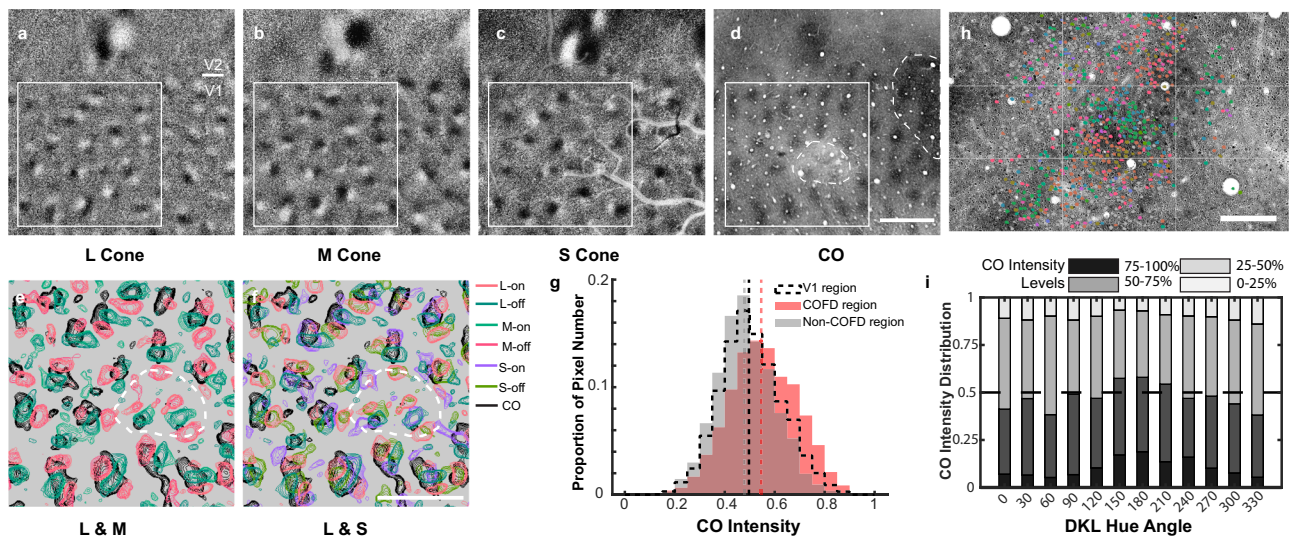 a
b
c
d
h
V2
V1
L Cone
M Cone
S Cone
CO
e
f
L-on
L-off
M-on
M-off
S-on
S-off
CO
L & M
L & S
g
0.2
0.1
0
Proportion of Pixel Number
V1 region
COFD region
Non-COFD region
0
0.2
0.4
0.6
0.8
1
CO Intensity
i
CO Intensity
Levels
75-100%
50-75%
25-50%
0-25%
1
0.75
0.5
0.25
0
CO Intensity Distribution
0
30
60
90
120
150
180
210
240
270
300
330
DKL Hue Angle